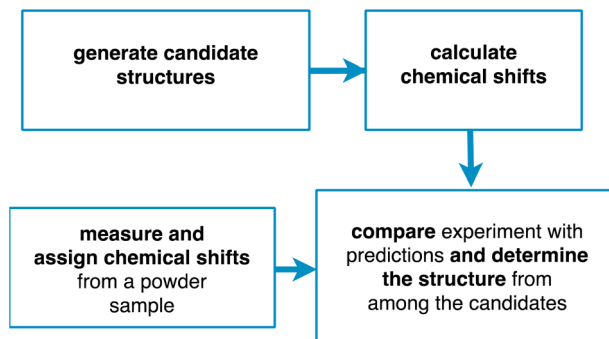 generate candidate
structures
calculate
chemical shifts
measure and
assign chemical shifts
from a powder
sample
compare experiment with
predictions and determine
the structure from
among the candidates